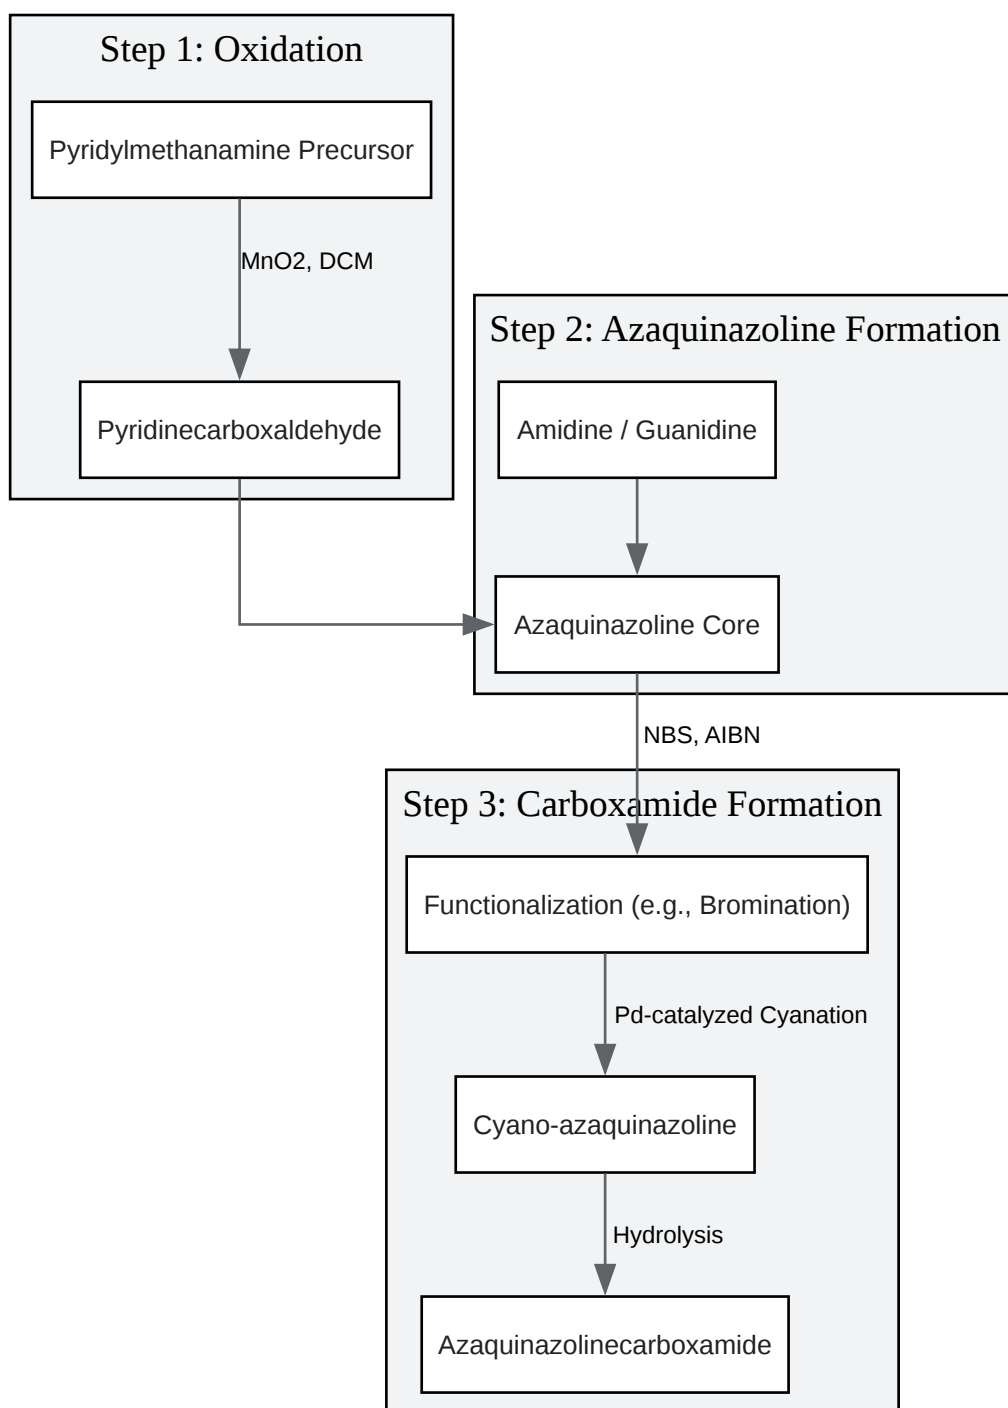 Step 1: Oxidation
Pyridylmethanamine Precursor
MnO2, DCM
Pyridinecarboxaldehyde
Step 2: Azaquinazoline Formation
Amidine / Guanidine
Azaquinazoline Core
NBS, AIBN
Step 3: Carboxamide Formation
Functionalization (e.g., Bromination)
Pd-catalyzed Cyanation
Cyano-azaquinazoline
Hydrolysis
Azaquinazolinecarboxamide